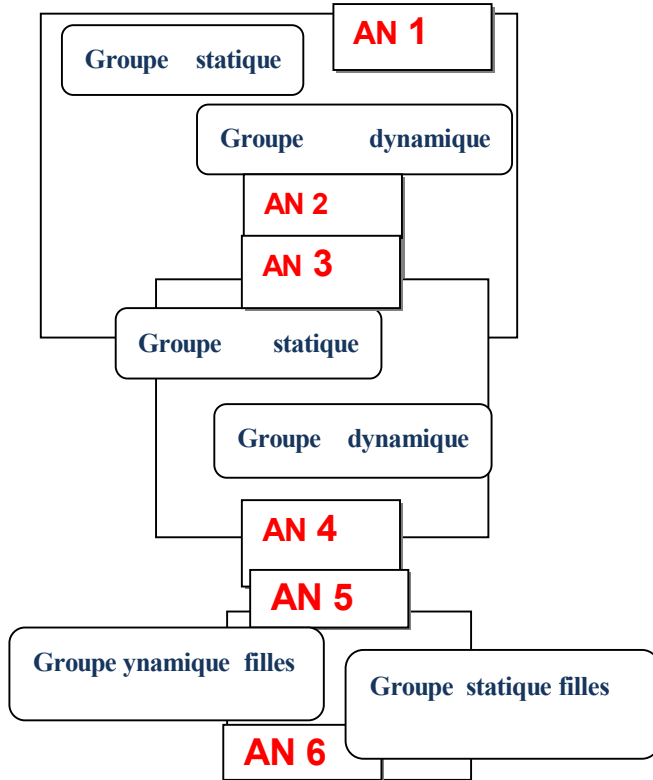 AN 1
Groupe statique
Groupe dynamique
AN 2
AN 3
Groupe statique
Groupe dynamique
AN 4
AN 5
Groupe ynamique filles
Groupe statique filles
AN 6